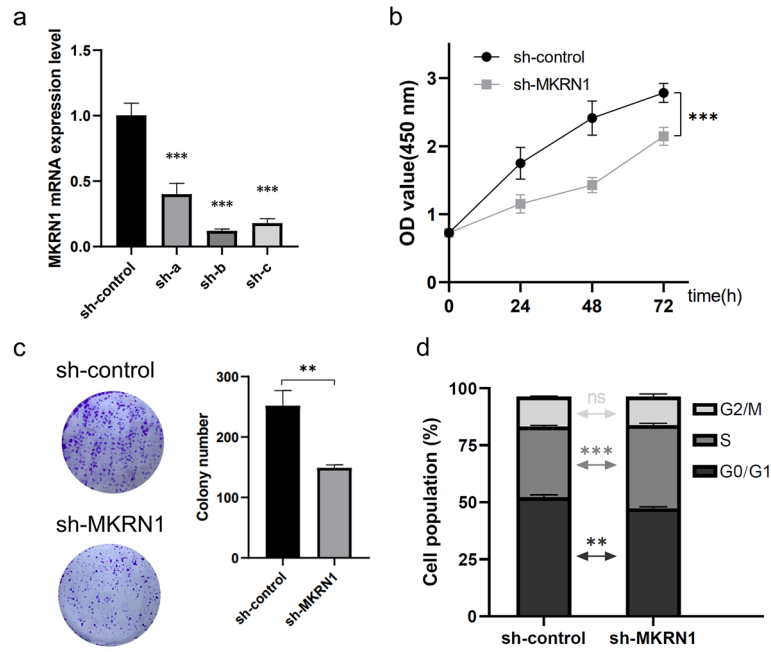 a
MKRN1 mRNA expression level
1.5
1.0
0.5
0.0
***
***
***
sh-control
sh-a
sh-b
sh-c
b
OD value(450 nm)
3
2
1
0
sh-control
sh-MKRN1
***
0
24
48
72
time(h)
c
sh-control
sh-MKRN1
Colony number
300
200
150
100
0
**
sh-control
sh-MKRN1
d
Cell population (%)
100
75
50
25
0
ns
***
**
G2/M
S
G0/G1
sh-control
sh-MKRN1